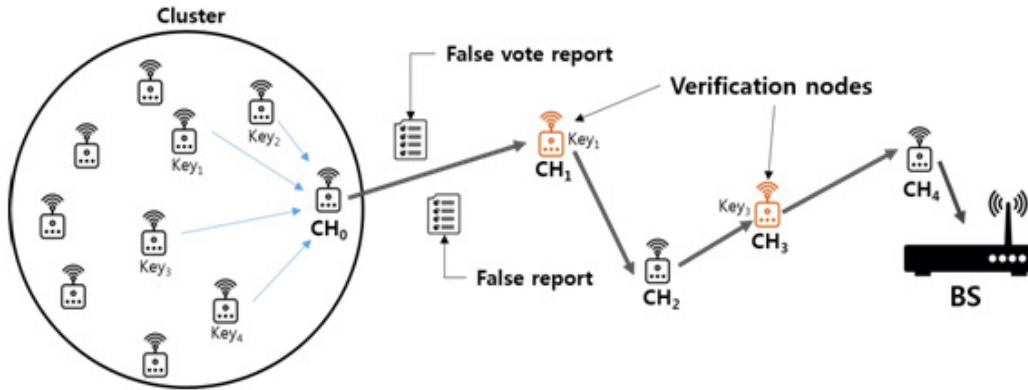 Cluster
False vote report
Verification nodes
Key₂
Key₁
Key₁
CH₁
CH₄
Key₃
CH₀
CH₃
Key₃
False report
CH₂
BS
Key₄